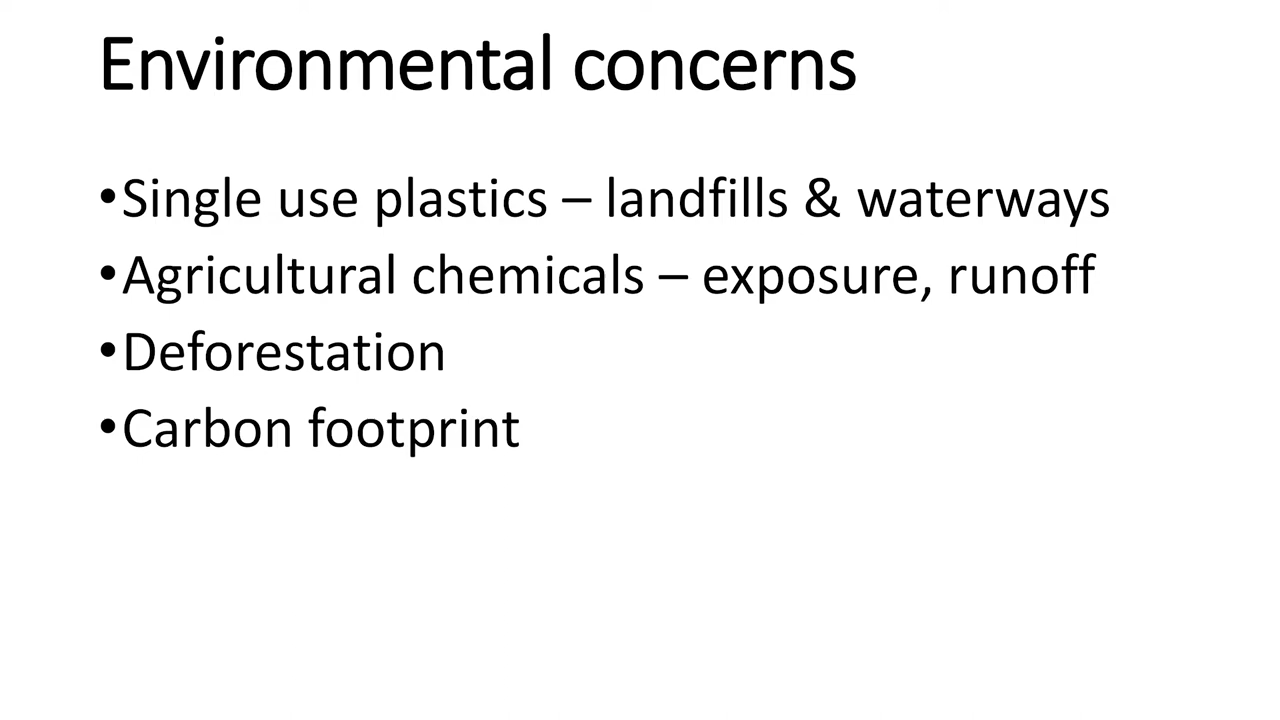 Environmental concerns
•Single use plastics – landfills & waterways
•Agricultural chemicals – exposure, runoff
•Deforestation
•Carbon footprint